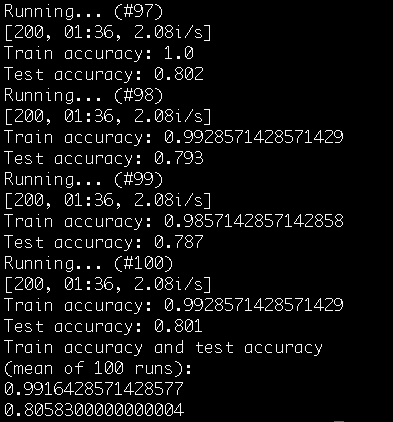 Running... (#97)
[200, 01:36, 2.08i/s]
Train accuracy: 1.0
Test accuracy: 0.802
Running... (#98)
[200, 01:36, 2.08i/s]
Train accuracy: 0.9928571428571429
Test accuracy: 0.793
Running... (#99)
[200, 01:36, 2.08i/s]
Train accuracy: 0.9857142857142858
Test accuracy: 0.787
Running... (#100)
[200, 01:36, 2.08i/s]
Train accuracy: 0.9928571428571429
Test accuracy: 0.801
Train accuracy and test accuracy
(mean of 100 runs):
0.9916428571428577
0.8058300000000004